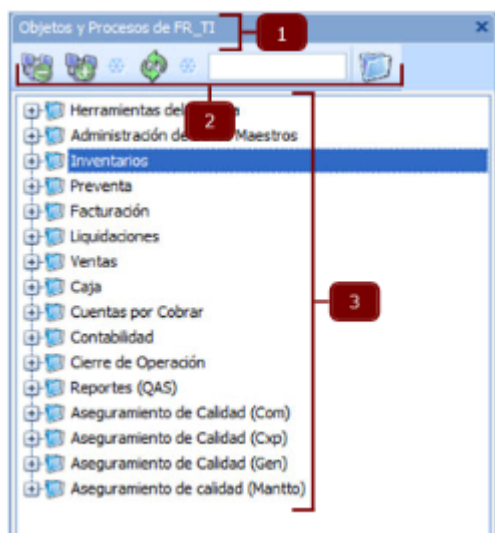 Objetos y Procesos de FR_TI
1
2
Herramientas del
Administración de Maestros
Inventarios
Preventa
Facturación
Liquidaciones
Ventas
Caja
3
Cuentas por Cobrar
Contabilidad
Cierre de Operación
Reportes (QAS)
Aseguramiento de Calidad (Com)
Aseguramiento de Calidad (Cxp)
Aseguramiento de Calidad (Gen)
Aseguramiento de calidad (Mantto)